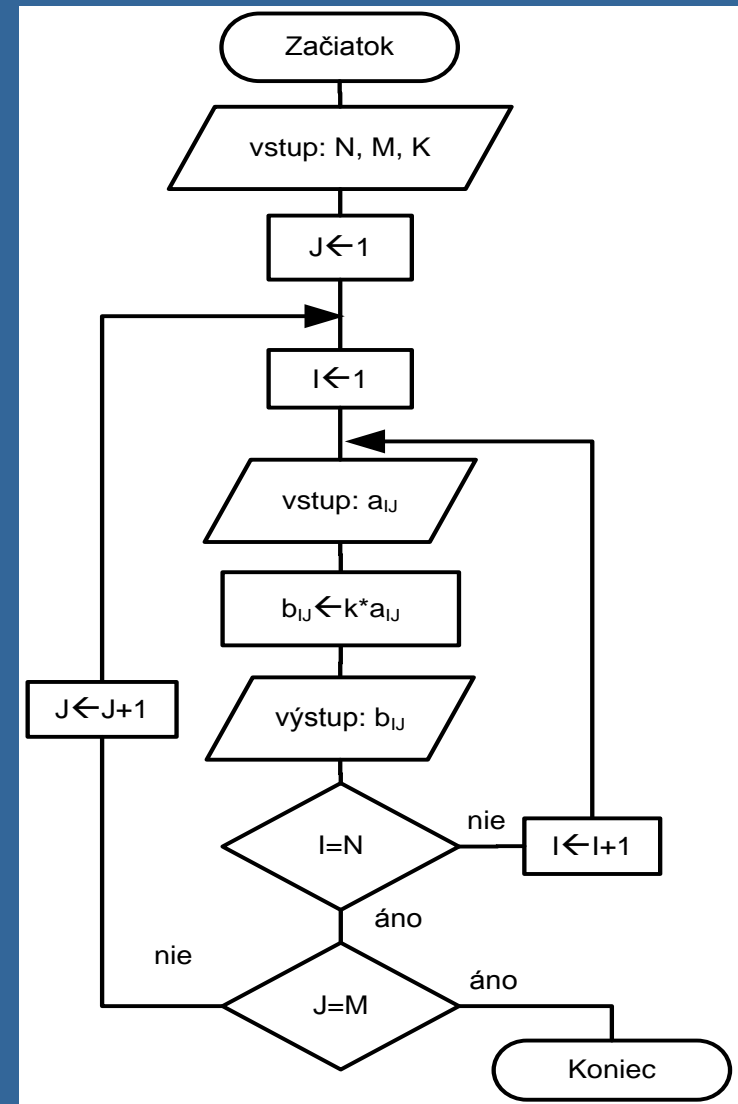 Začiatok
vstup: N, M, K
J←1
I←1
vstup: aIJ
bIJ←k*aIJ
J←J+1
výstup: bIJ
I=N
nie
I←I+1
áno
nie
J=M
áno
Koniec